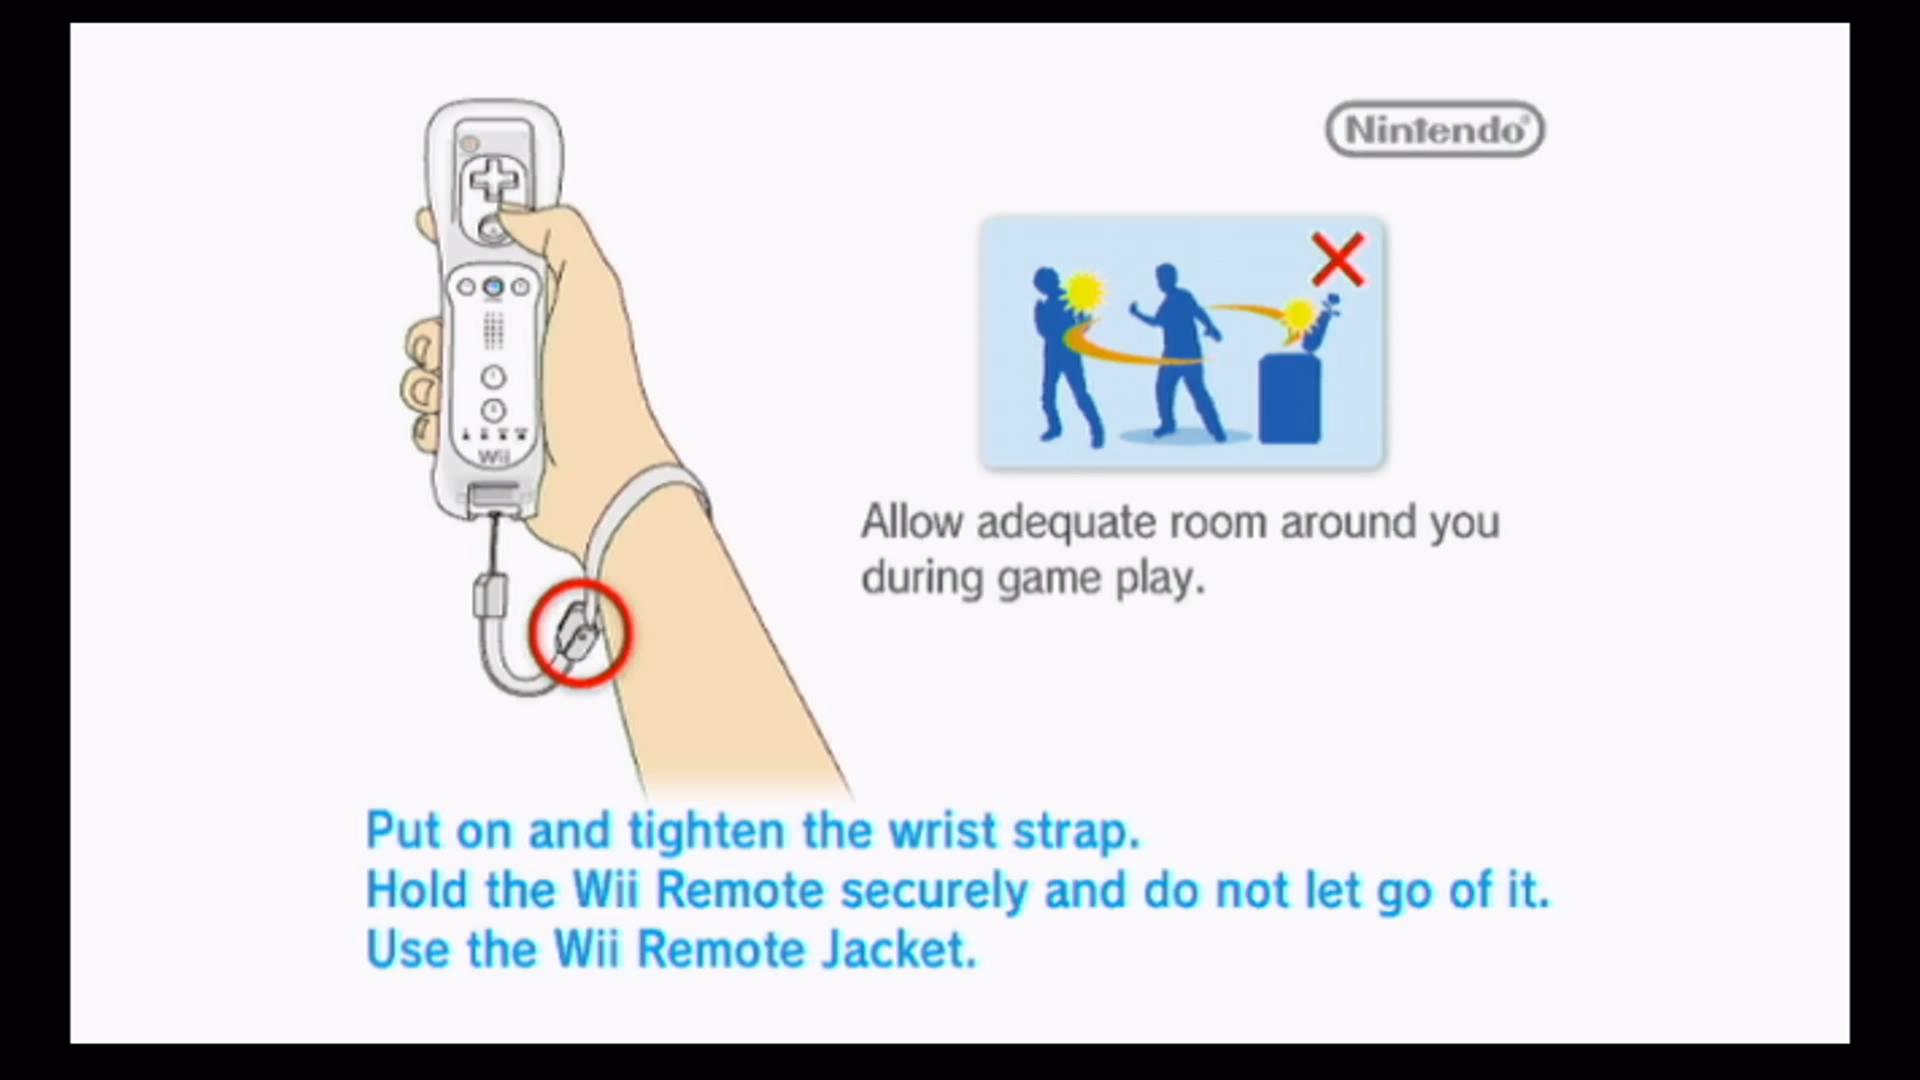 Nintendo®
Wii
Allow adequate room around you
during game play.
Put on and tighten the wrist strap.
Hold the Wii Remote securely and do not let go of it.
Use the Wii Remote Jacket.